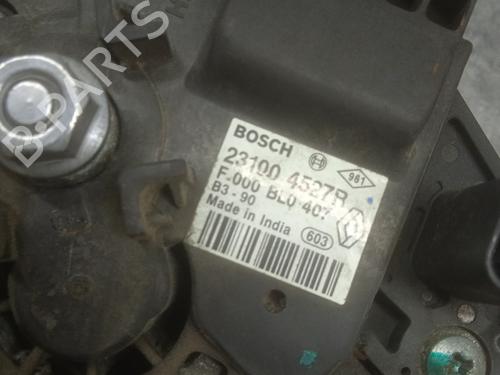 B-PARTS
BOSCH
981
23100 4527R
F 000 BL0 407
B3-90
Made in India
603